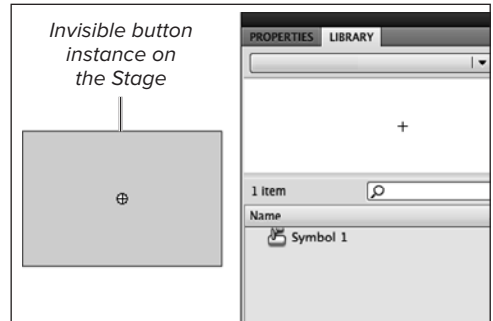 Invisible button
instance on
the Stage
PROPERTIES LIBRARY
1 item
Name
Symbol 1